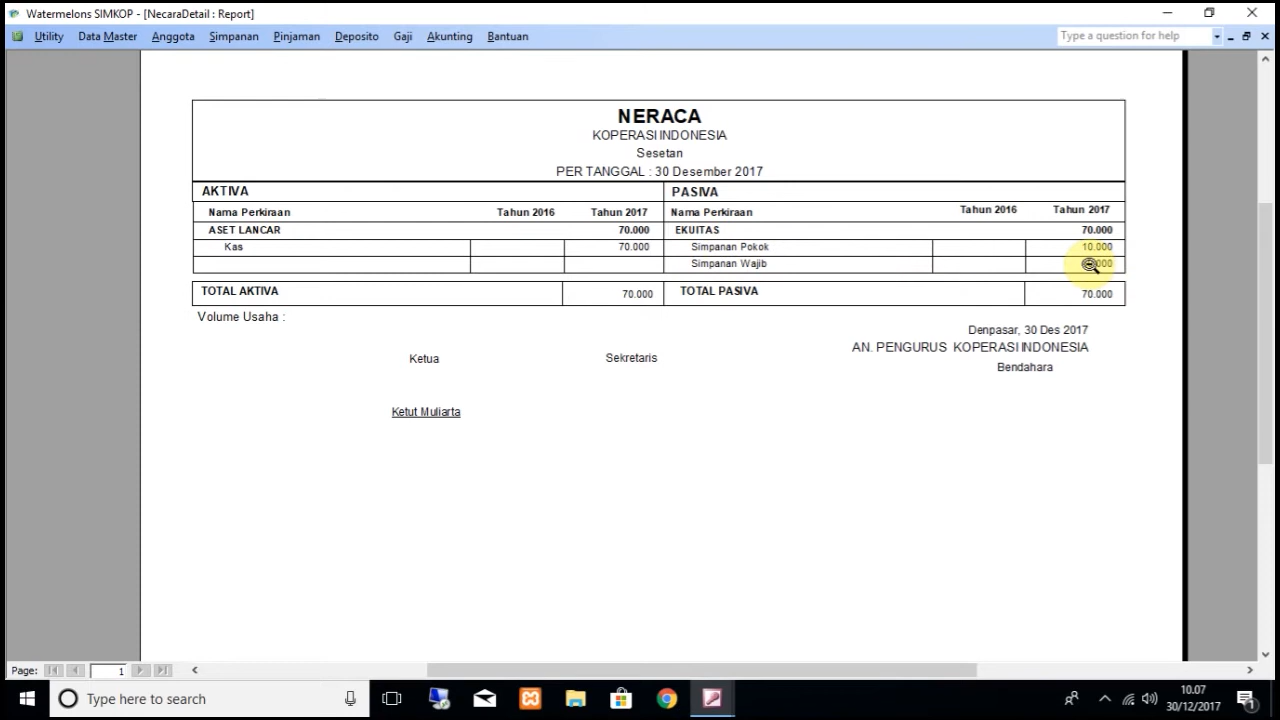 Watermelons SIMKOP - [NecaraDetail : Report]
Utility Data Master Anggota Simpanan Pinjaman Deposito Gaji Akunting Bantuan Type a question for help
NERACA
KOPERASI INDONESIA
Sesetan
PER TANGGAL : 30 Desember 2017
AKTIVA PASIVA
Nama Perkiraan Tahun 2016 Tahun 2017 Nama Perkiraan Tahun 2016 Tahun 2017
ASET LANCAR 70.000 EKUITAS 70.000
Kas 70.000 Simpanan Pokok 10.000
Simpanan Wajib
TOTAL AKTIVA 70.000 TOTAL PASIVA 70.000
Volume Usaha :
Denpasar, 30 Des 2017
AN. PENGURUS KOPERASI INDONESIA
Ketua Sekretaris Bendahara
Ketut Muliarta
Page: 1
Type here to search
10.07
30/12/2017
1